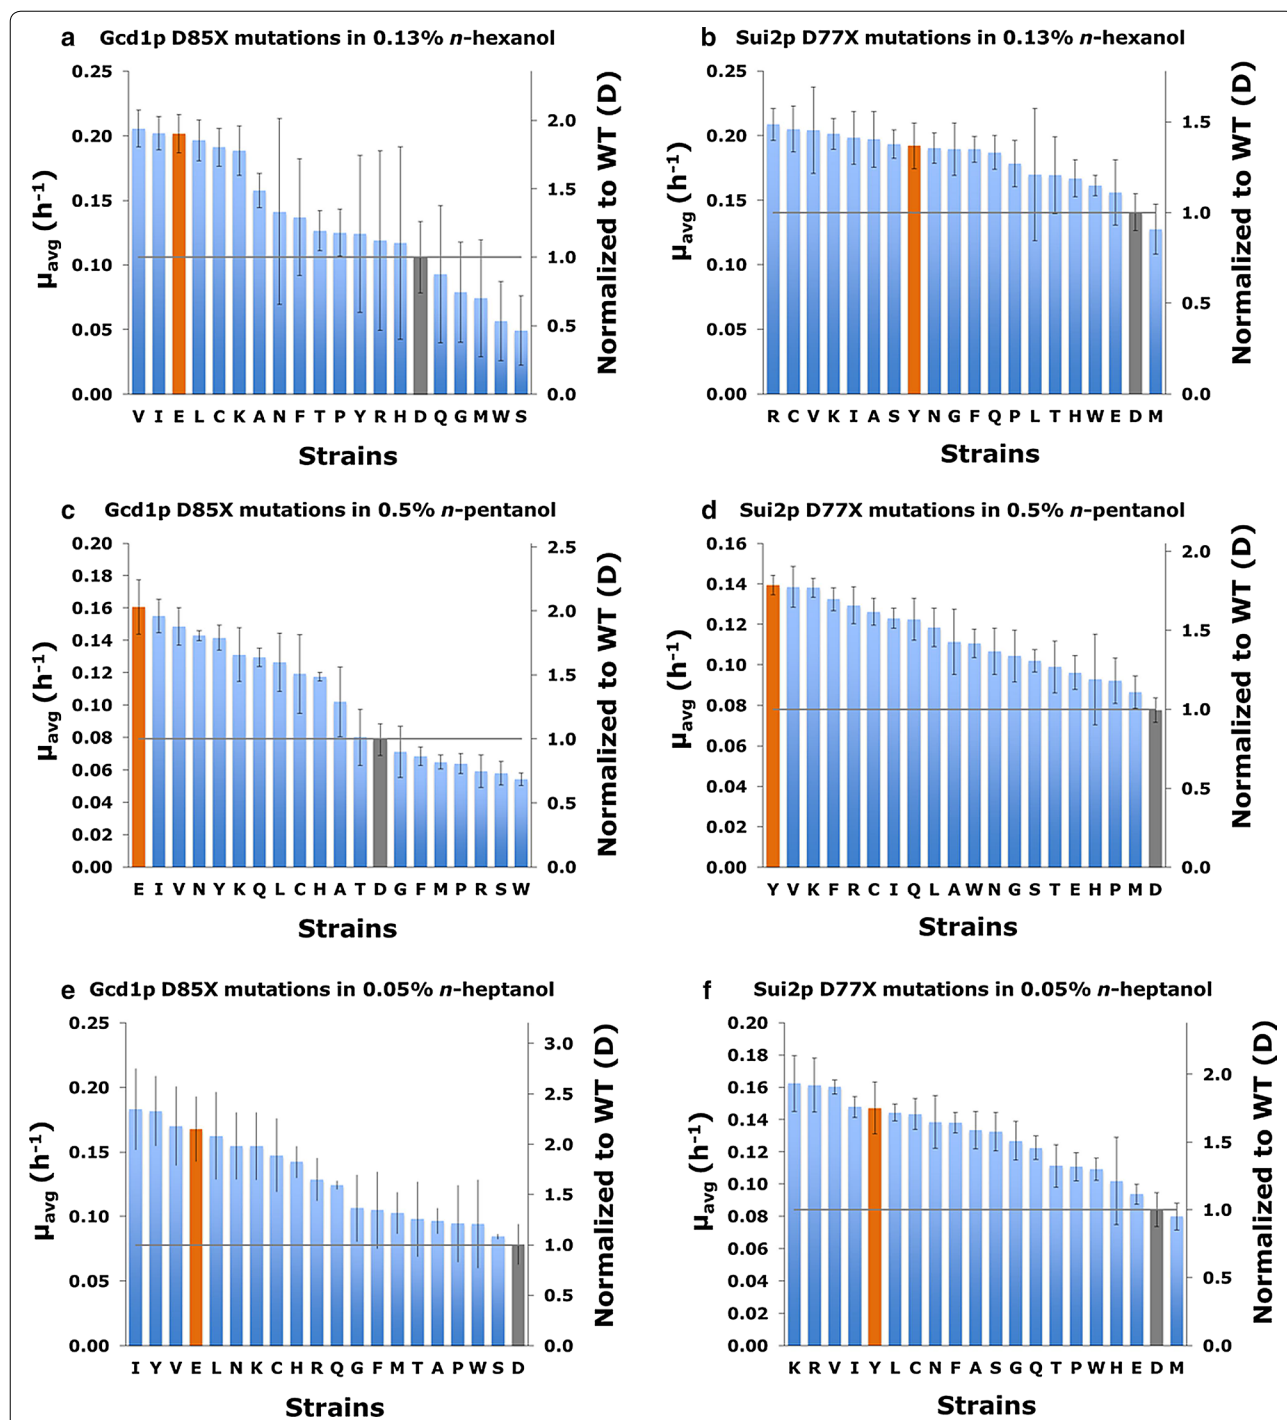 a Gcd1p D85X mutations in 0.13% n-hexanol
0.25
0.20
0.15
0.10
0.05
0.00
μavg (h-1)
2.0
1.5
1.0
0.5
0.0
Normalized to WT (D)
V I E L C K A N F T P Y R H D Q G M W S
Strains
b Sui2p D77X mutations in 0.13% n-hexanol
0.25
0.20
0.15
0.10
0.05
0.00
μavg (h-1)
1.5
1.0
0.5
0.0
Normalized to WT (D)
R C V K I A S Y N G F Q P L T H W E D M
Strains
c Gcd1p D85X mutations in 0.5% n-pentanol
0.20
0.18
0.16
0.14
0.12
0.10
0.08
0.06
0.04
0.02
0.00
μavg (h-1)
2.5
2.0
1.5
1.0
0.5
0.0
Normalized to WT (D)
E I V N Y K Q L C H A T D G F M P R S W
Strains
d Sui2p D77X mutations in 0.5% n-pentanol
0.16
0.14
0.12
0.10
0.08
0.06
0.04
0.02
0.00
μavg (h-1)
2.0
1.5
1.0
0.5
0.0
Normalized to WT (D)
Y V K F R C I Q L A W N G S T E H P M D
Strains
e Gcd1p D85X mutations in 0.05% n-heptanol
0.25
0.20
0.15
0.10
0.05
0.00
μavg (h-1)
3.0
2.5
2.0
1.5
1.0
0.5
0.0
Normalized to WT (D)
I Y V E L N K C H R Q G F M T A P W S D
Strains
f Sui2p D77X mutations in 0.05% n-heptanol
0.20
0.18
0.16
0.14
0.12
0.10
0.08
0.06
0.04
0.02
0.00
μavg (h-1)
2.0
1.5
1.0
0.5
0.0
Normalized to WT (D)
K R V I Y L C N F A S G Q T P W H E D M
Strains